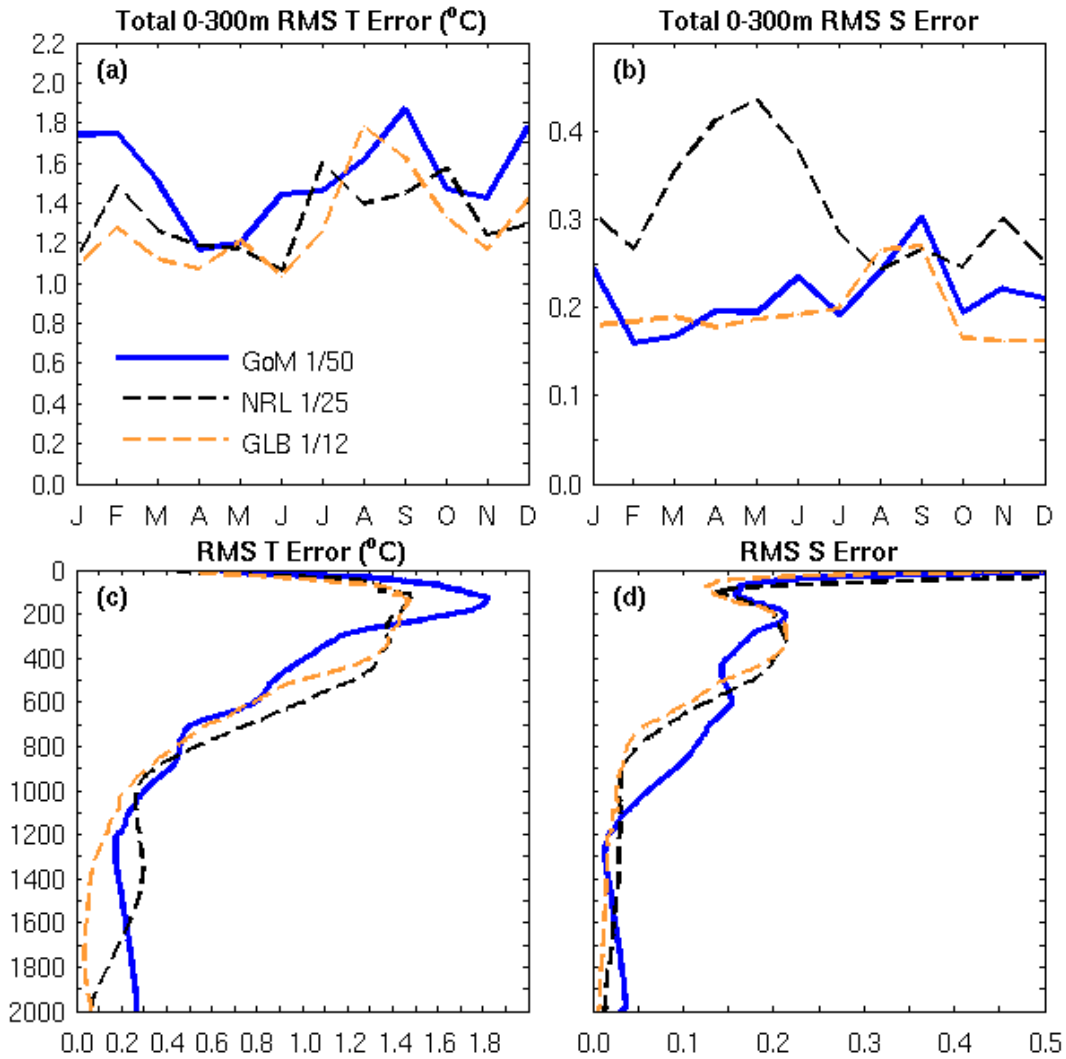 Total 0-300m RMS T Error (⁰C)
Total 0-300m RMS S Error
(a)
2.2
2.0
1.8
1.6
1.4
1.2
1.0
0.8
0.6
0.4
0.2
0.0
GoM 1/50
NRL 1/25
GLB 1/12
J F M A M J J A S O N D
(b)
0.4
0.3
0.2
0.1
0.0
J F M A M J J A S O N D
RMS T Error (⁰C)
RMS S Error
(c)
0
200
400
600
800
1000
1200
1400
1600
1800
2000
0.0 0.2 0.4 0.6 0.8 1.0 1.2 1.4 1.6 1.8
(d)
0.0 0.1 0.2 0.3 0.4 0.5